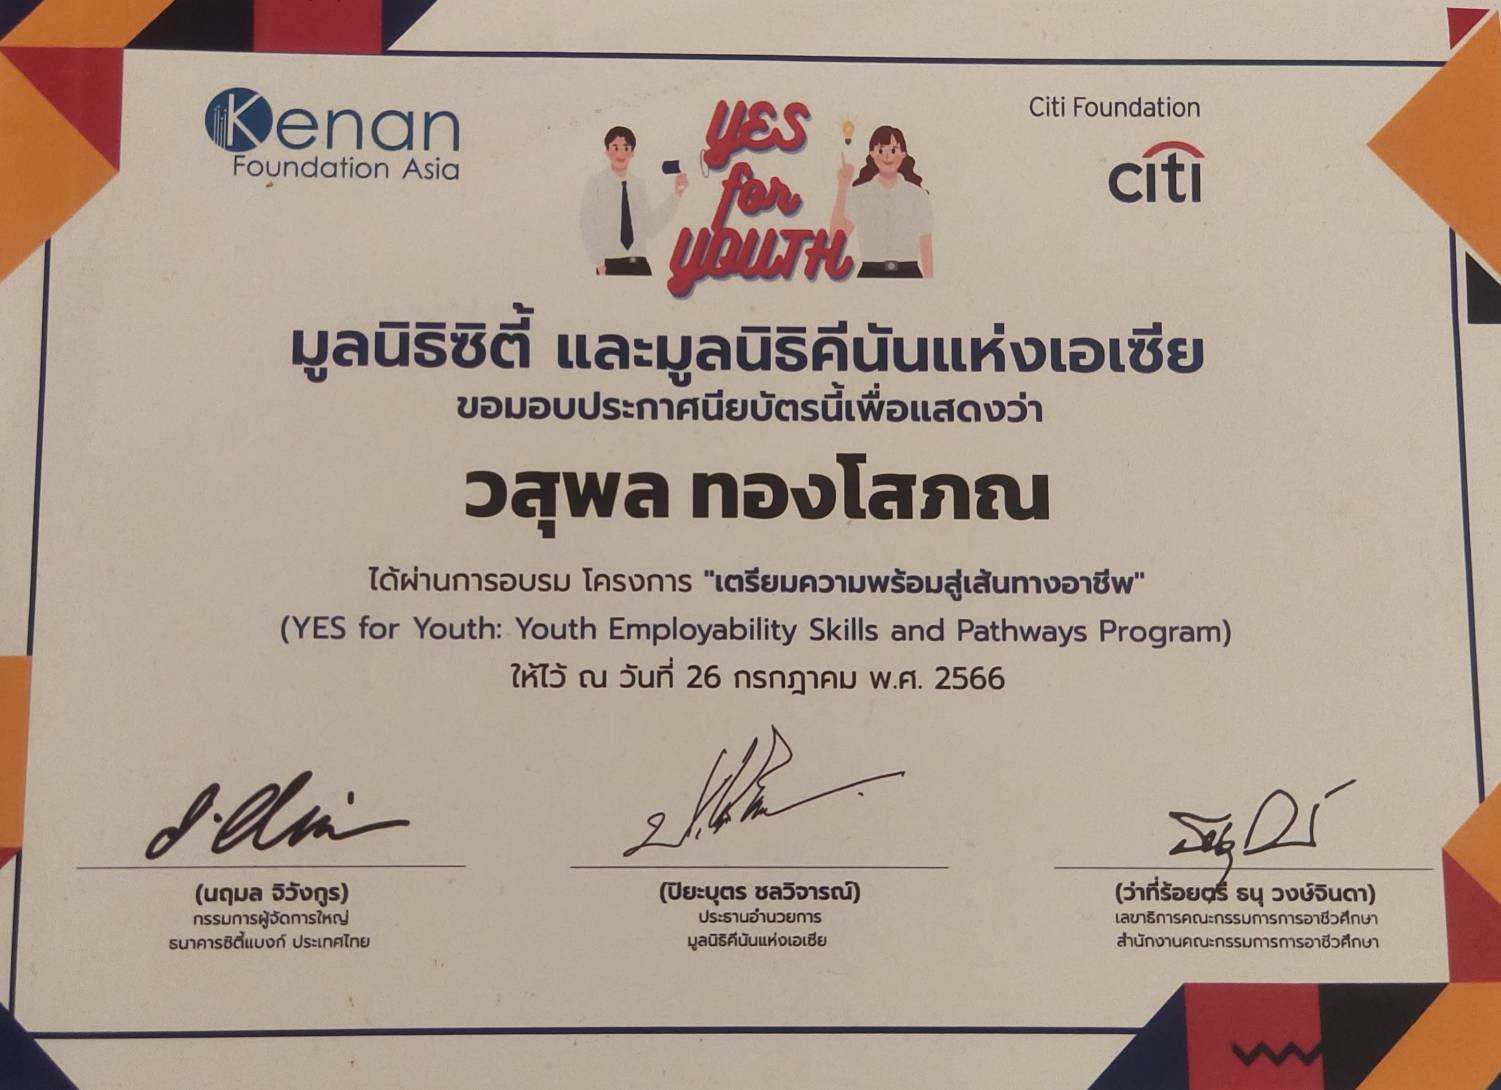 Kenan
Foundation Asia
YES
for
YOUTH
Citi Foundation
citi
มูลนิธิซิตี้ และมูลนิธิคีนันแห่งเอเซีย
ขอมอบประกาศนียบัตรนี้เพื่อแสดงว่า
วสุพล ทองโสภณ
ได้ผ่านการอบรม โครงการ "เตรียมความพร้อมสู่เส้นทางอาชีพ"
(YES for Youth: Youth Employability Skills and Pathways Program)
ให้ไว้ ณ วันที่ 26 กรกฎาคม พ.ศ. 2566
(นฤมล จิวังกูร)
กรรมการผู้จัดการใหญ่
ธนาคารซิตี้แบงก์ ประเทศไทย
(ปิยะบุตร ชลวิจารณ์)
ประธานอำนวยการ
มูลนิธิคีนันแห่งเอเซีย
(ว่าที่ร้อยตรี ธนุ วงษ์จินดา)
เลขาธิการคณะกรรมการการอาชีวศึกษา
สำนักงานคณะกรรมการการอาชีวศึกษา